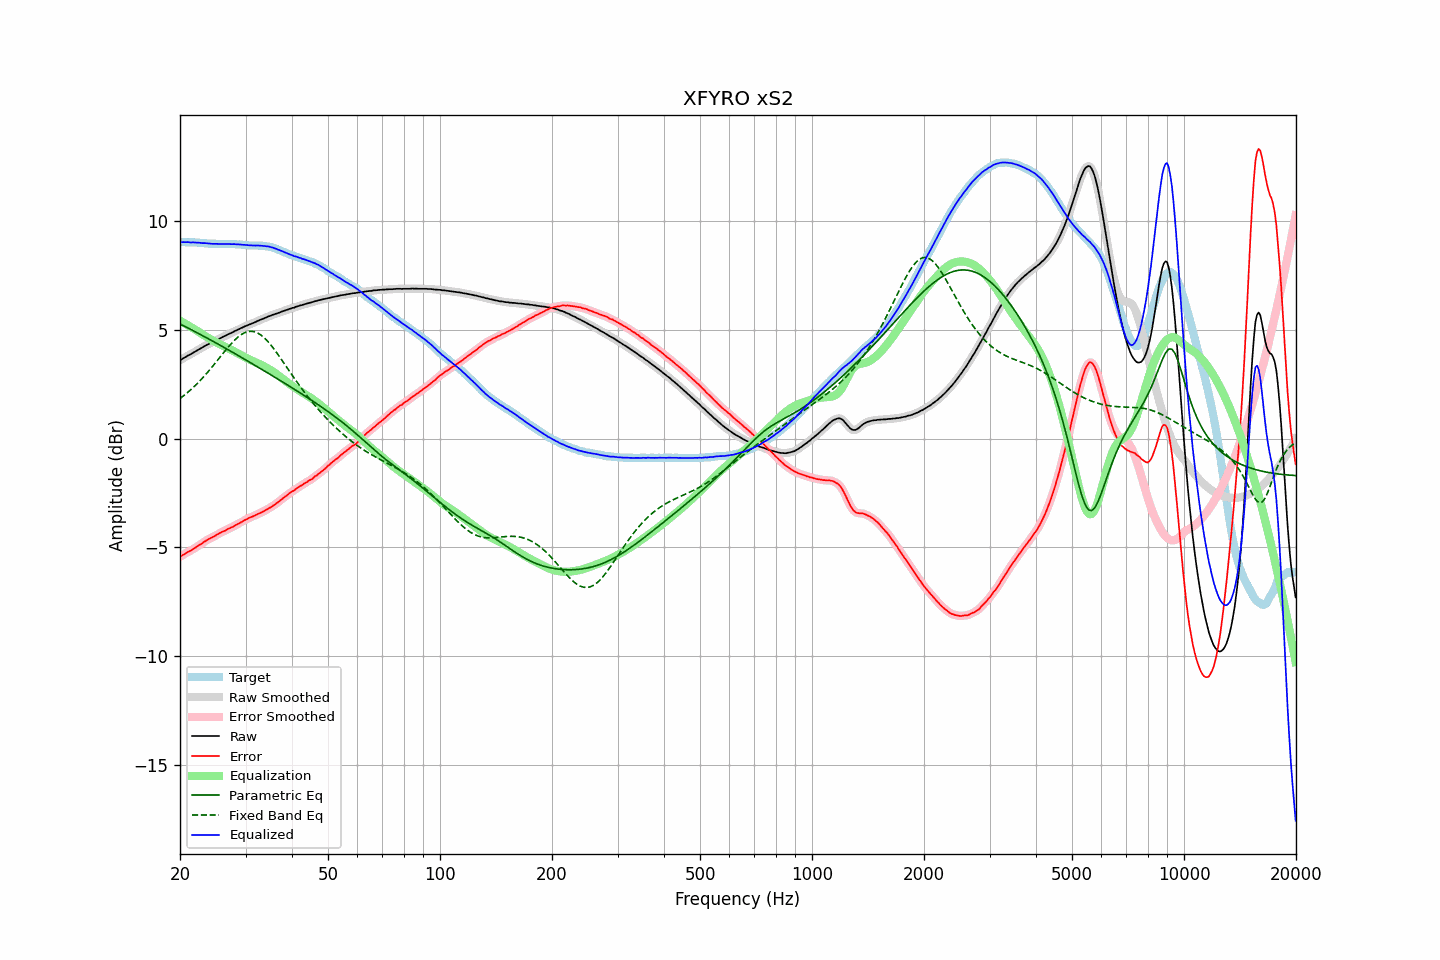 XFYRO xS2
Amplitude (dBr)
10
5
0
−5
−10
−15
Target
Raw Smoothed
Error Smoothed
Raw
Error
Equalization
Parametric Eq
Fixed Band Eq
Equalized
20 50 100 200 500 1000 2000 5000 10000 20000
Frequency (Hz)